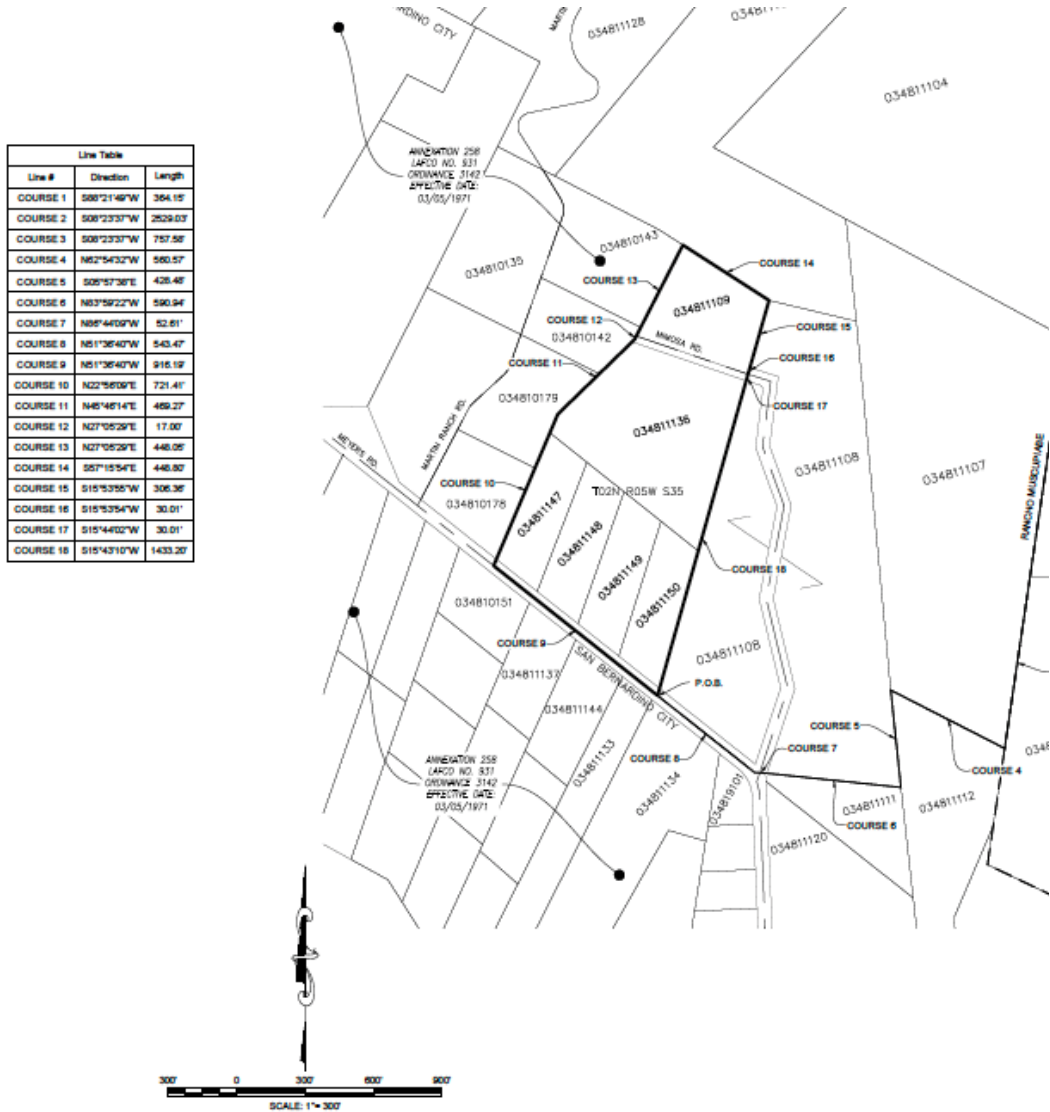 RDINO CITY
034811128
03481
034811104
Line Table
Line # Direction Length
COURSE 1 S88°21'49"W 364.15'
COURSE 2 S08°23'37"W 2529.03'
COURSE 3 S08°23'37"W 757.58'
COURSE 4 N62°54'32"W 560.57'
COURSE 5 S05°57'38"E 428.48'
COURSE 6 N83°59'22"W 590.94'
COURSE 7 N86°44'09"W 52.61'
COURSE 8 N51°36'40"W 543.47'
COURSE 9 N51°36'40"W 916.19'
COURSE 10 N22°56'09"E 721.41'
COURSE 11 N46°46'14"E 469.27'
COURSE 12 N27°05'29"E 17.00'
COURSE 13 N27°05'29"E 448.05'
COURSE 14 S57°15'54"E 448.80'
COURSE 15 S15°53'55"W 306.36'
COURSE 16 S15°53'54"W 30.01'
COURSE 17 S15°44'02"W 30.01'
COURSE 18 S15°43'10"W 1433.20'
ANNEXATION 258
LAFCO NO. 931
ORDINANCE 3142
EFFECTIVE DATE:
03/05/1971
034810143
034810135
COURSE 13
COURSE 14
034811109
COURSE 12
MIMOSA RD.
COURSE 15
034810142
COURSE 16
COURSE 11
COURSE 17
034810179
034811136
MARTIN RANCH RD.
MEYERS RD.
034811108
034811107
RANCHO MUSCUPIABE
COURSE 10
034810178
T02N R05W S35
034811147
034811148
034811149
034811150
COURSE 18
034810151
COURSE 9
SAN BERNARDINO CITY
034811108
P.O.B.
034811137
034811144
034811133
COURSE 8
COURSE 5
COURSE 7
COURSE 4
0348
ANNEXATION 258
LAFCO NO. 931
ORDINANCE 3142
EFFECTIVE DATE:
03/05/1971
034811134
034819101
034811111
034811112
COURSE 6
034811120
300' 0 300' 600' 900'
SCALE: 1"= 300'